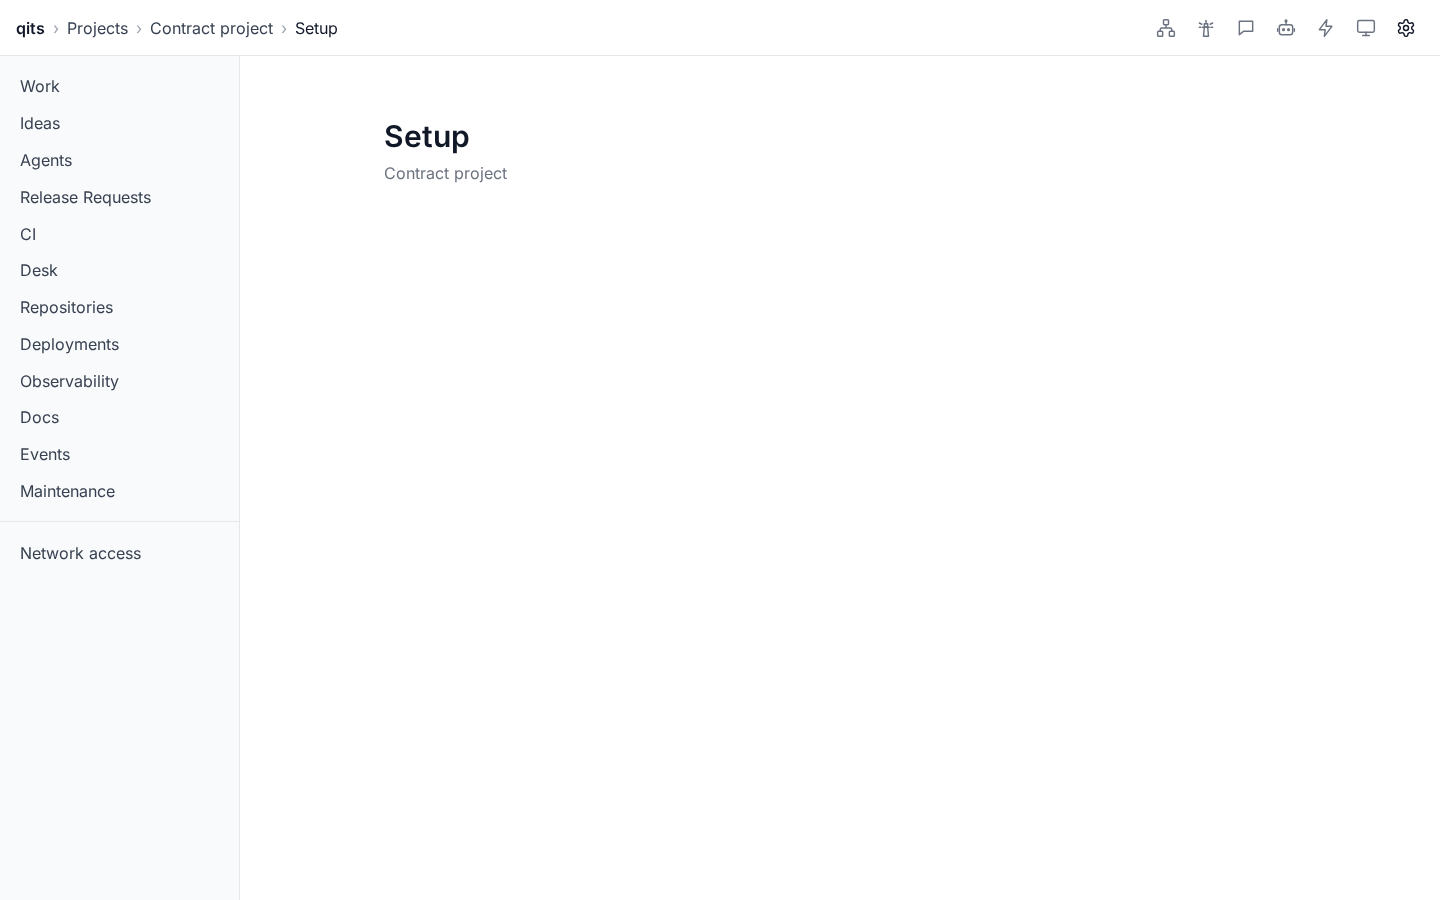 qits › Projects › Contract project › Setup
Work
Ideas
Agents
Release Requests
CI
Desk
Repositories
Deployments
Observability
Docs
Events
Maintenance
Network access
Setup
Contract project